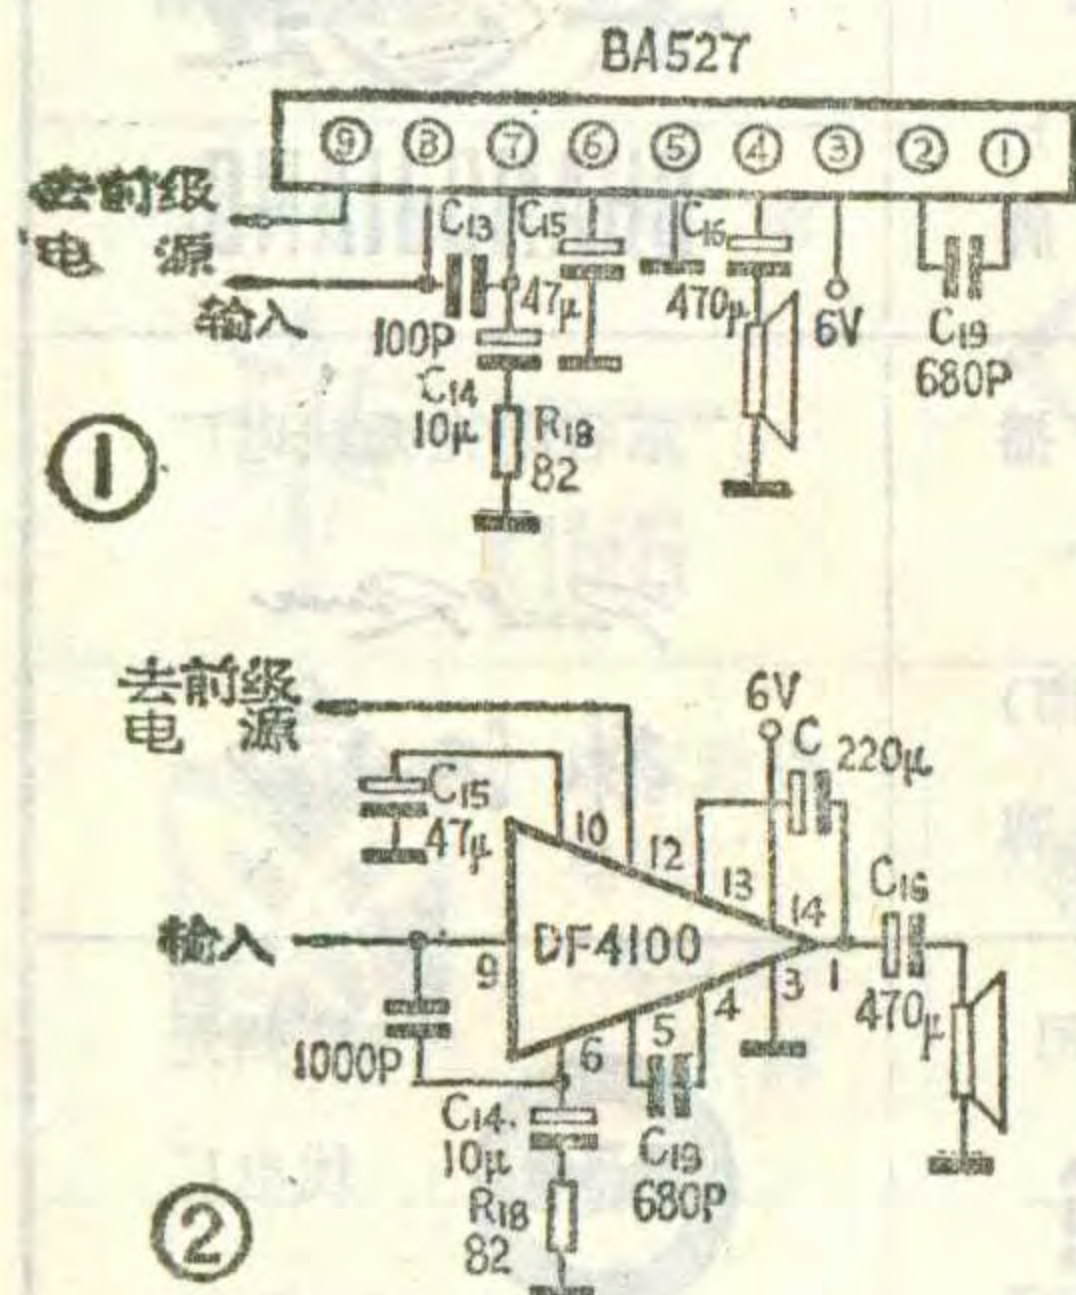 BA527
⑨ ⑧ ⑦ ⑥ ⑤ ④ ③ ② ①
去前级
电 源
输入
C13
C15
C16
100P
47μ
470μ
6V
C19
680P
C14
10μ
R18
82
①
去前级
电 源
6V
C 220μ
C15
47μ
10
12
13
14
C16
输入
9
DF4100
1
3
4
5
6
470μ
1000P
C14
10μ
C19
680P
R18
82
②